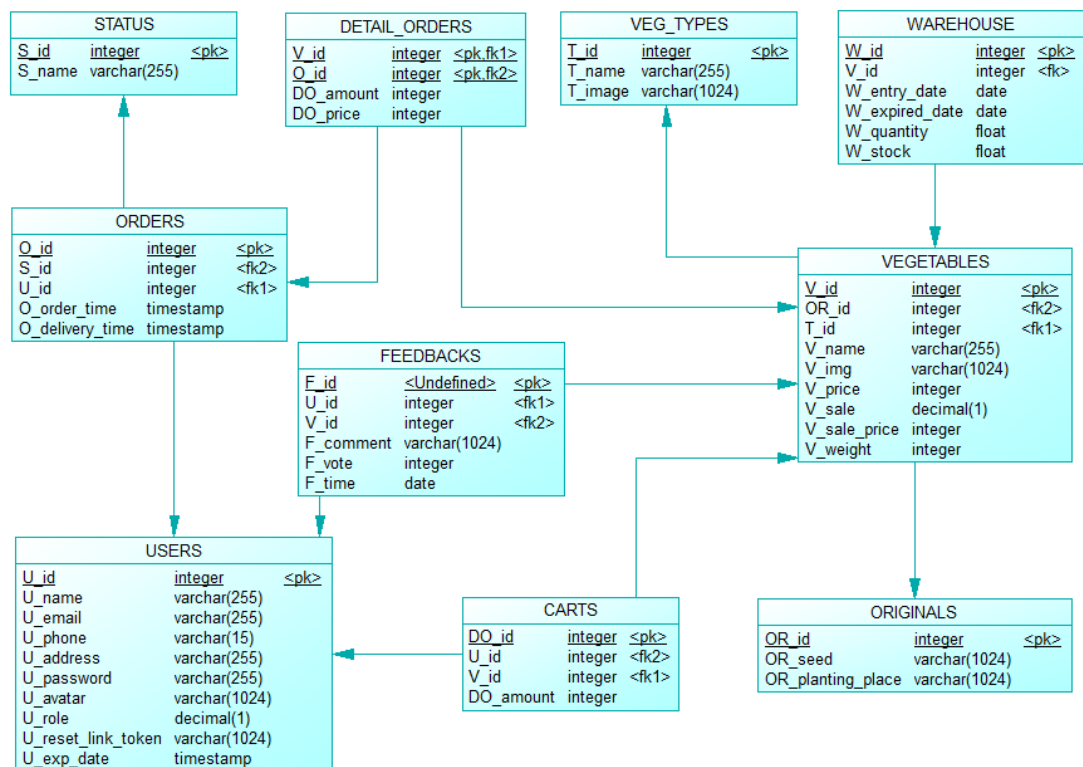 STATUS
S_id integer <pk>
S_name varchar(255)
DETAIL_ORDERS
V_id integer <pk,fk1>
O_id integer <pk,fk2>
DO_amount integer
DO_price integer
VEG_TYPES
T_id integer <pk>
T_name varchar(255)
T_image varchar(1024)
WAREHOUSE
W_id integer <pk>
V_id integer <fk>
W_entry_date date
W_expired_date date
W_quantity float
W_stock float
ORDERS
O_id integer <pk>
S_id integer <fk2>
U_id integer <fk1>
O_order_time timestamp
O_delivery_time timestamp
VEGETABLES
V_id integer <pk>
OR_id integer <fk2>
T_id integer <fk1>
V_name varchar(255)
V_img varchar(1024)
V_price integer
V_sale decimal(1)
V_sale_price integer
V_weight integer
FEEDBACKS
F_id <Undefined> <pk>
U_id integer <fk1>
V_id integer <fk2>
F_comment varchar(1024)
F_vote integer
F_time date
USERS
U_id integer <pk>
U_name varchar(255)
U_email varchar(255)
U_phone varchar(15)
U_address varchar(255)
U_password varchar(255)
U_avatar varchar(1024)
U_role decimal(1)
U_reset_link_token varchar(1024)
U_exp_date timestamp
CARTS
DO_id integer <pk>
U_id integer <fk2>
V_id integer <fk1>
DO_amount integer
ORIGINALS
OR_id integer <pk>
OR_seed varchar(1024)
OR_planting_place varchar(1024)